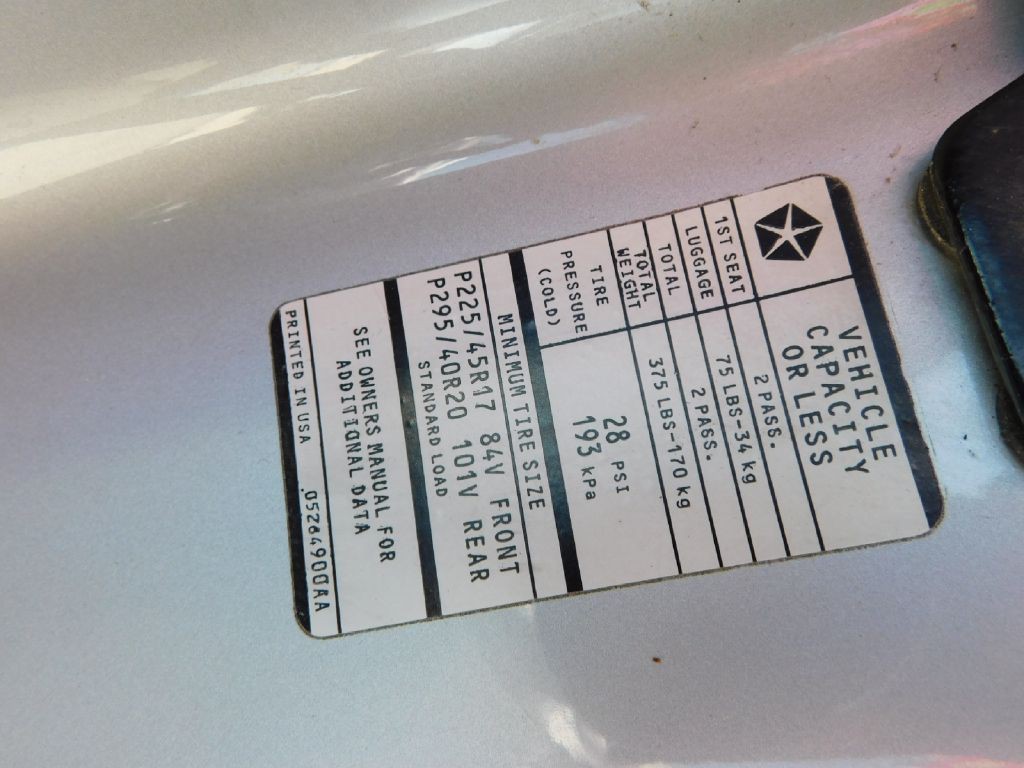 VEHICLE
CAPACITY
OR LESS
1ST SEAT 2 PASS.
LUGGAGE 75 LBS-34 kg
TOTAL 2 PASS.
TOTAL
WEIGHT 375 LBS-170 kg
TIRE
PRESSURE
(COLD)
28 PSI
193 kPa
MINIMUM TIRE SIZE
P225/45R17 84V FRONT
P295/40R20 101V REAR
STANDARD LOAD
SEE OWNERS MANUAL FOR
ADDITIONAL DATA
PRINTED IN USA .05264900AA